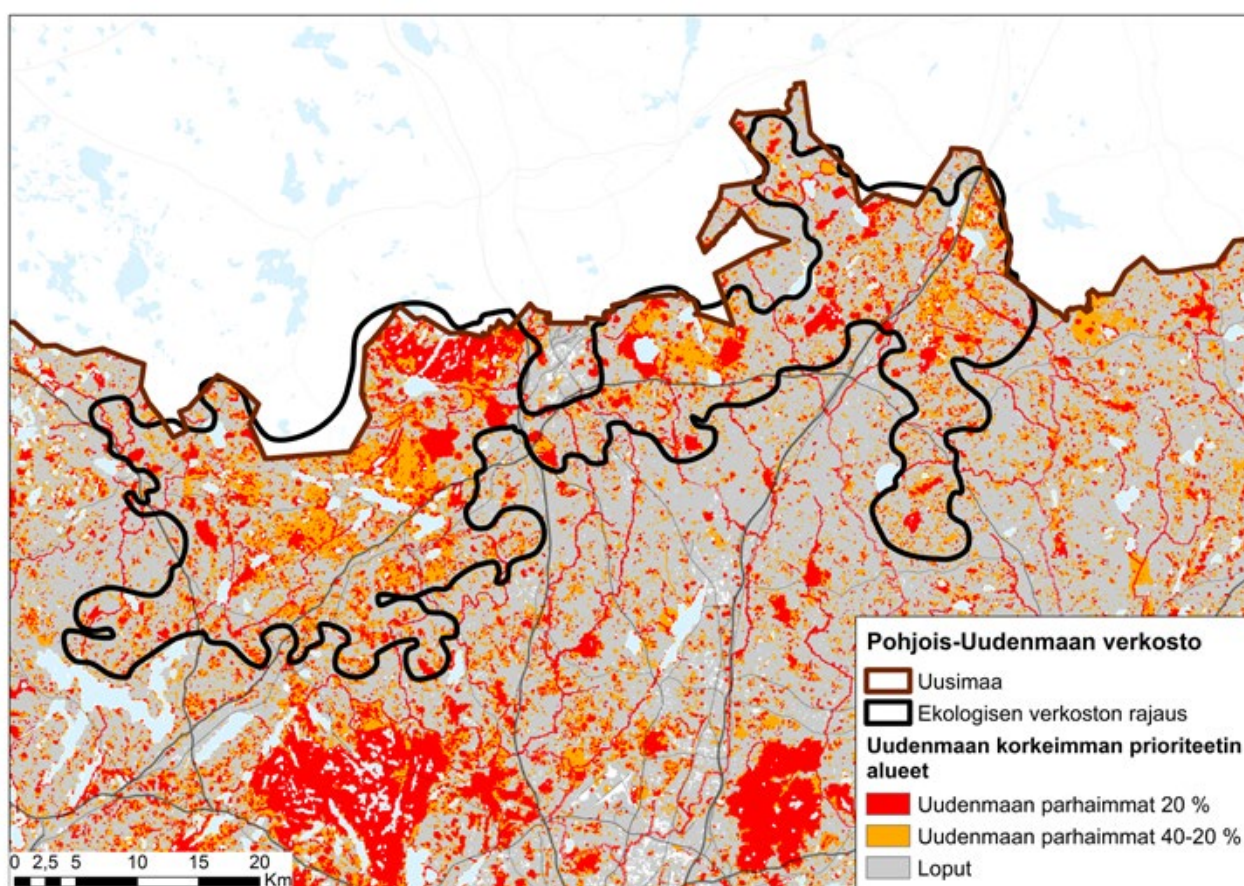 Pohjois-Uudenmaan verkosto
Uusimaa
Ekologisen verkoston rajaus
Uudenmaan korkeimman prioriteetin
alueet
Uudenmaan parhaimmat 20 %
Uudenmaan parhaimmat 40-20 %
Loput
0 2,5 5 10 15 20
Km